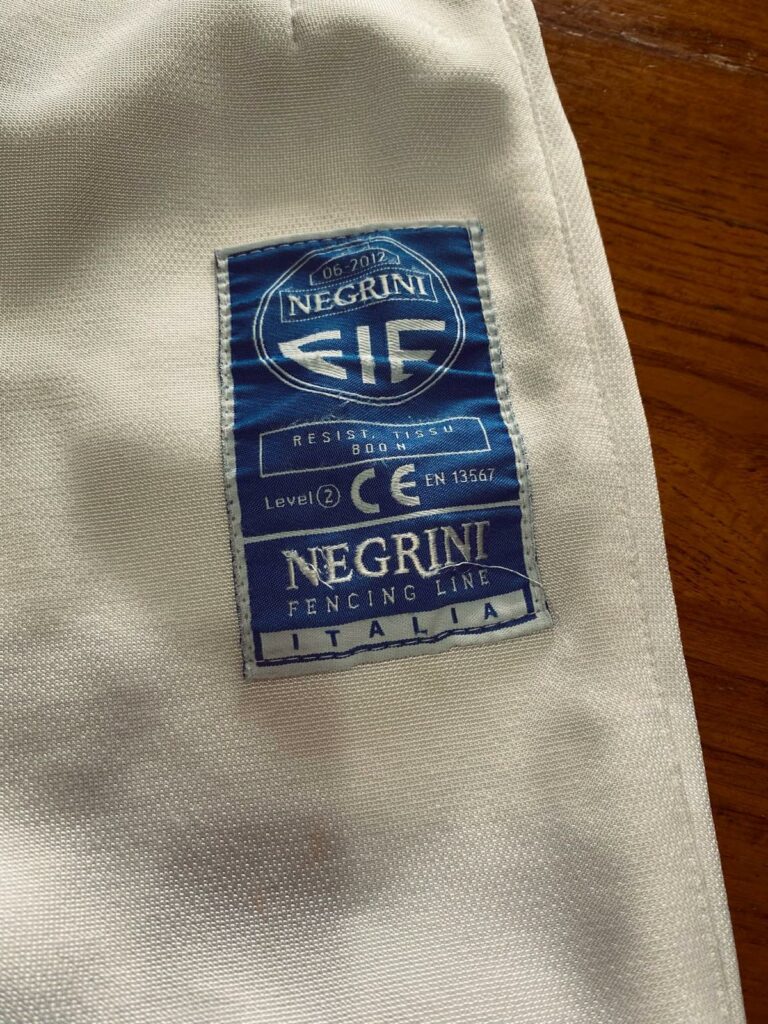 06-2012
NEGRINI
FIE
RESIST. TISSU
800 N
Level 2 CE EN 13567
NEGRINI
FENCING LINE
ITALIA